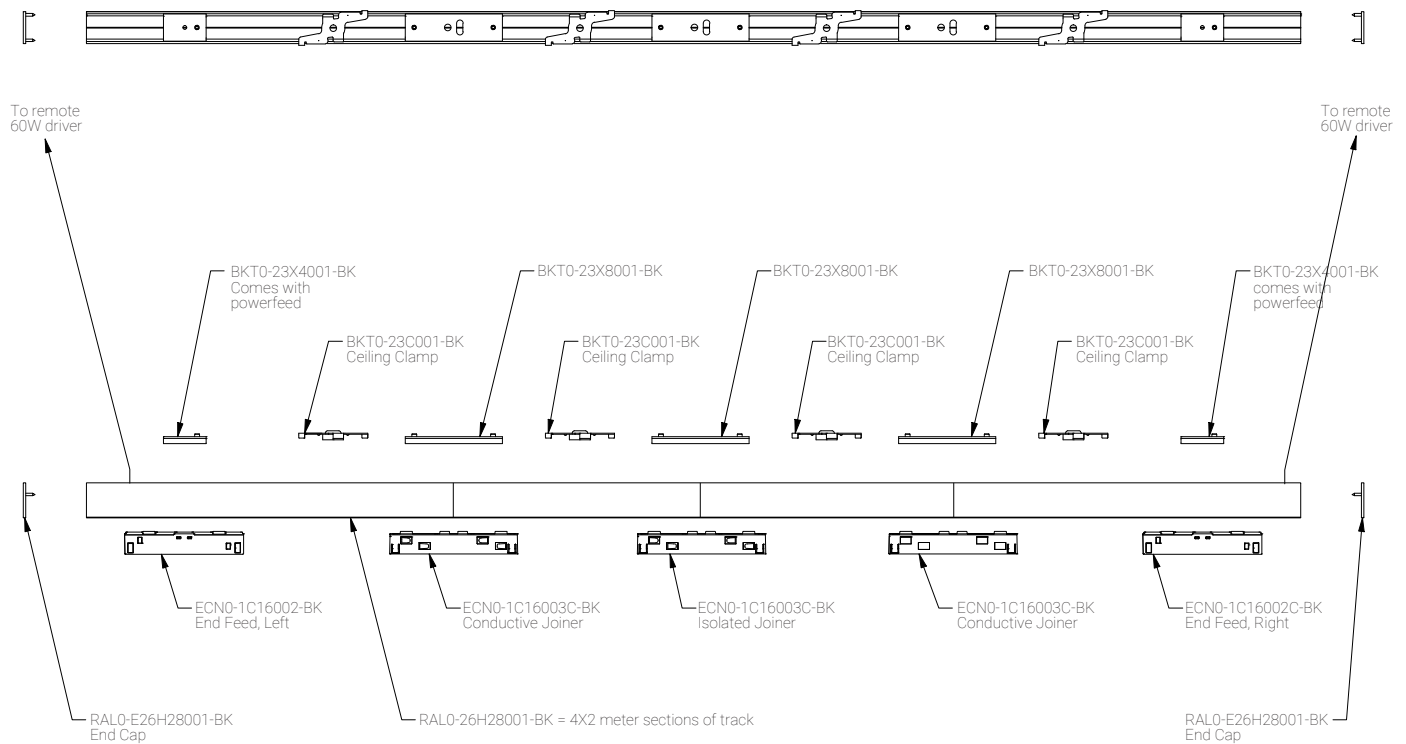 To remote
60W driver
To remote
60W driver
BKT0-23X4001-BK
Comes with
powerfeed
BKT0-23X8001-BK
BKT0-23X8001-BK
BKT0-23X8001-BK
BKT0-23X4001-BK
comes with
powerfeed
BKT0-23C001-BK
Ceiling Clamp
BKT0-23C001-BK
Ceiling Clamp
BKT0-23C001-BK
Ceiling Clamp
BKT0-23C001-BK
Ceiling Clamp
ECN0-1C16002-BK
End Feed, Left
ECN0-1C16003C-BK
Conductive Joiner
ECN0-1C16003C-BK
Isolated Joiner
ECN0-1C16003C-BK
Conductive Joiner
ECN0-1C16002C-BK
End Feed, Right
RAL0-E26H28001-BK
End Cap
RAL0-26H28001-BK = 4X2 meter sections of track
RAL0-E26H28001-BK
End Cap